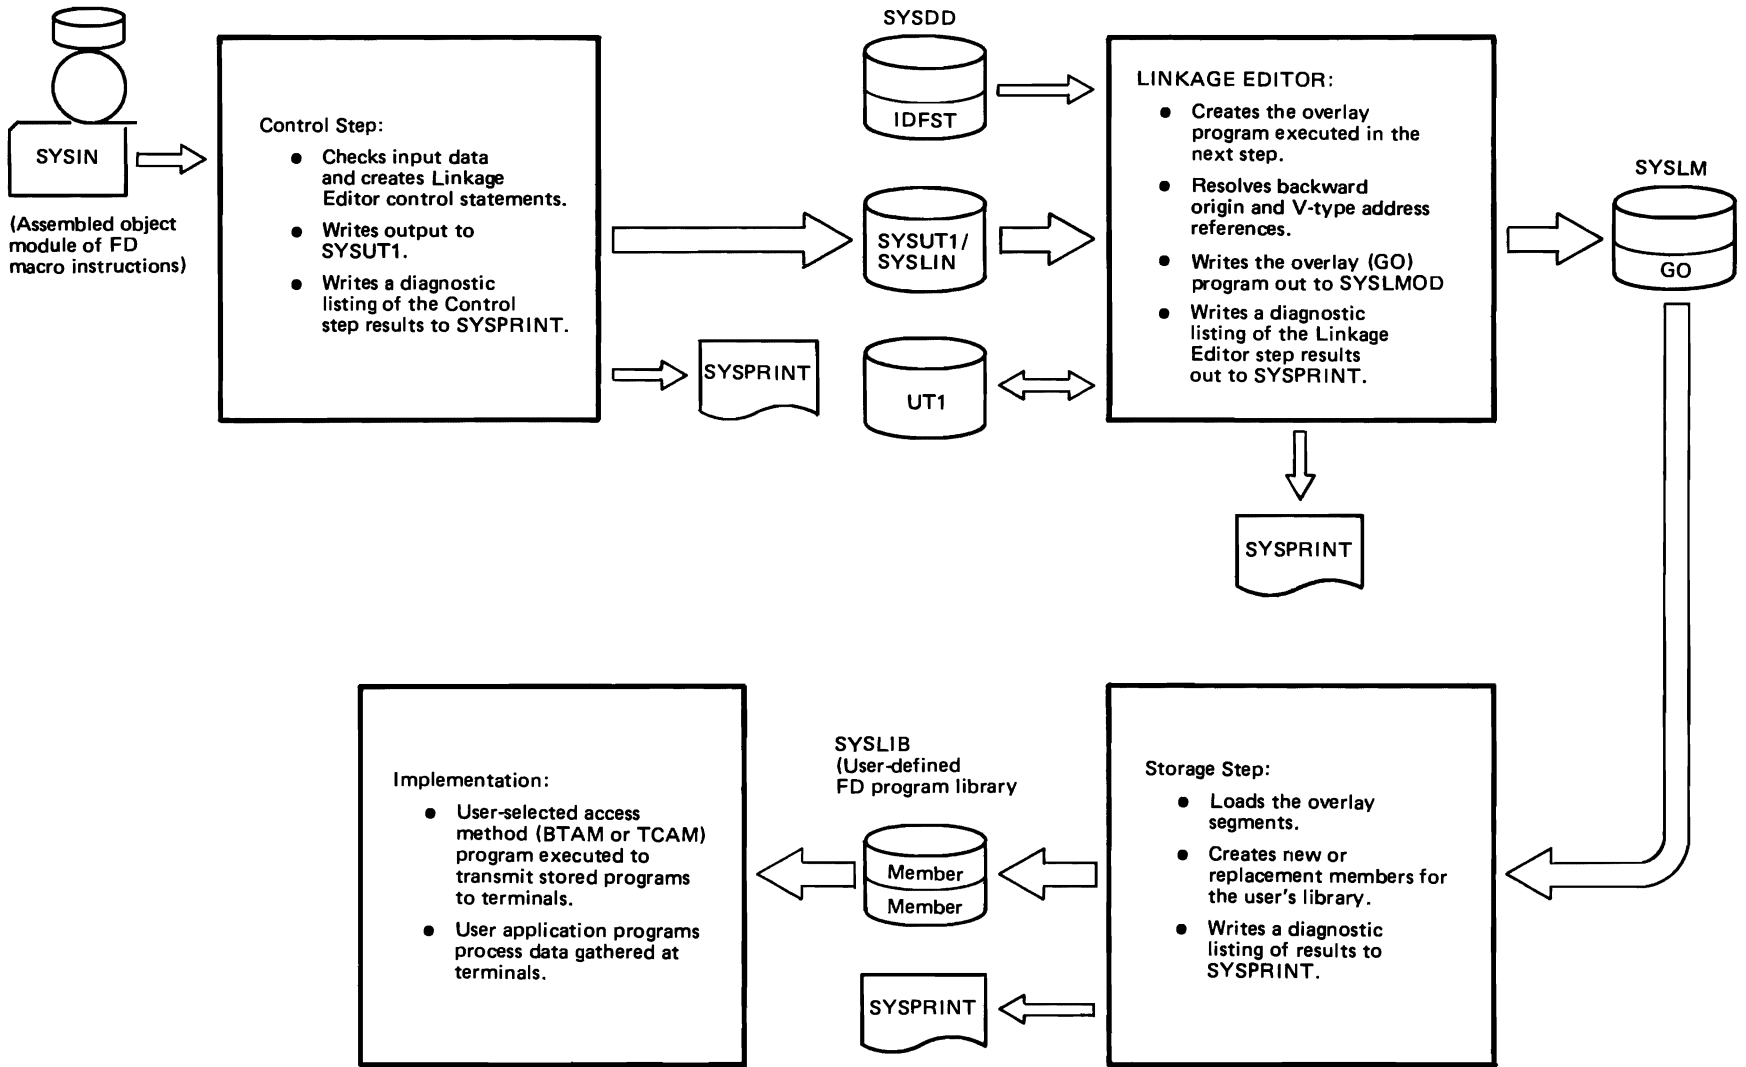 SYSIN
(Assembled object
module of FD
macro instructions)
Control Step:
● Checks input data
and creates Linkage
Editor control statements.
● Writes output to
SYSUT1.
● Writes a diagnostic
listing of the Control
step results to SYSPRINT.
SYSPRINT
SYSDD
IDFST
SYSUT1/
SYSLIN
UT1
LINKAGE EDITOR:
● Creates the overlay
program executed in the
next step.
● Resolves backward
origin and V-type address
references.
● Writes the overlay (GO)
program out to SYSLMOD
● Writes a diagnostic
listing of the Linkage
Editor step results
out to SYSPRINT.
SYSPRINT
SYSLM
GO
Storage Step:
● Loads the overlay
segments.
● Creates new or
replacement members for
the user's library.
● Writes a diagnostic
listing of results to
SYSPRINT.
SYSLIB
(User-defined
FD program library
Member
Member
SYSPRINT
Implementation:
● User-selected access
method (BTAM or TCAM)
program executed to
transmit stored programs
to terminals.
● User application programs
process data gathered at
terminals.